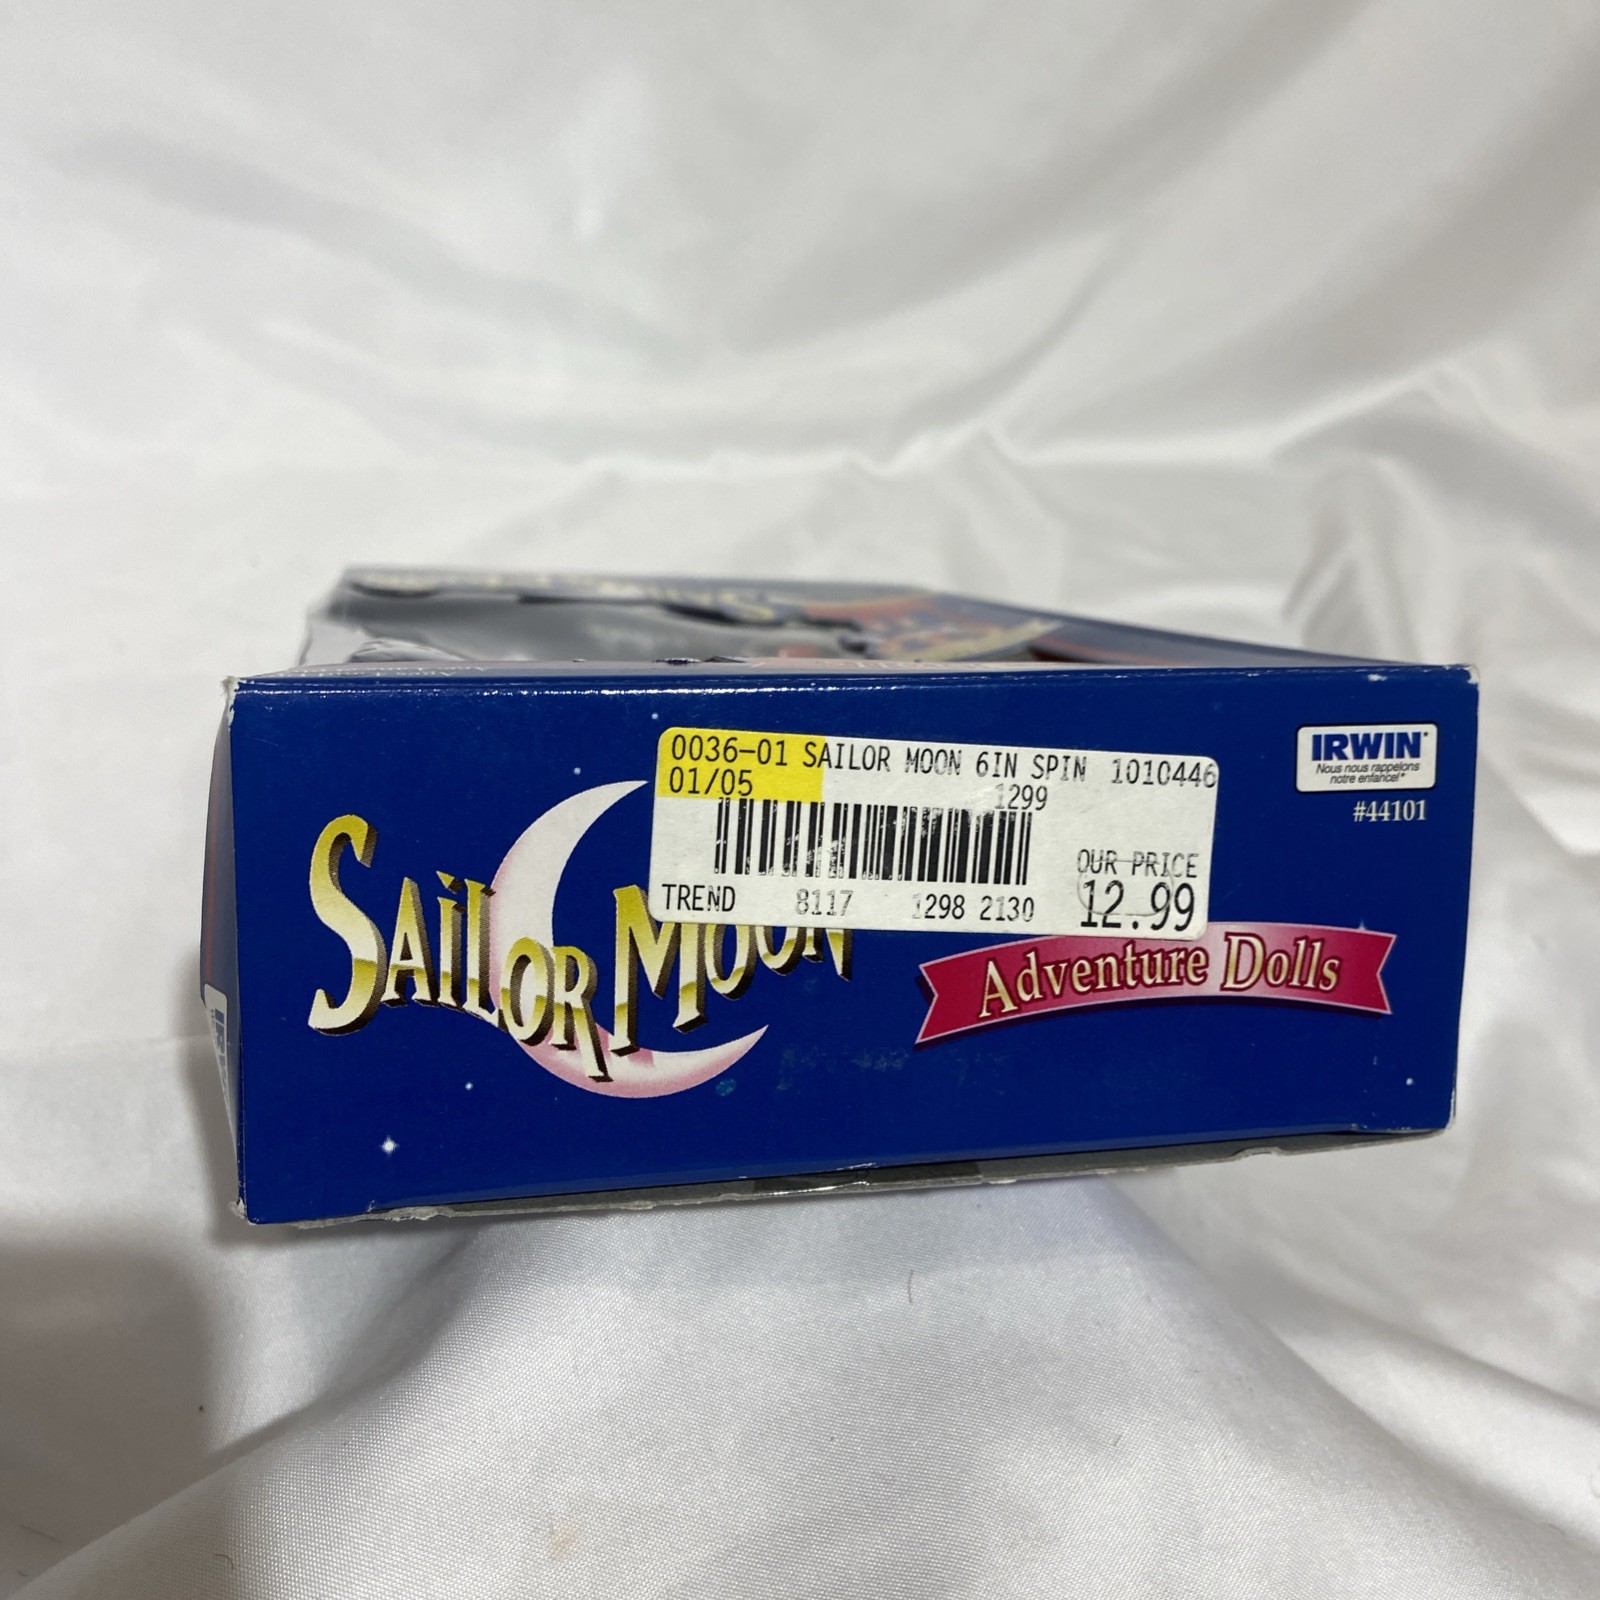 0036-01 SAILOR MOON 6IN SPIN 1010446
01/05
1299
OUR PRICE
TREND 8117 1298 2130 12.99
IRWIN
Nous nous rappelons
notre enfance!*
#44101
SAILOR MOON
Adventure Dolls